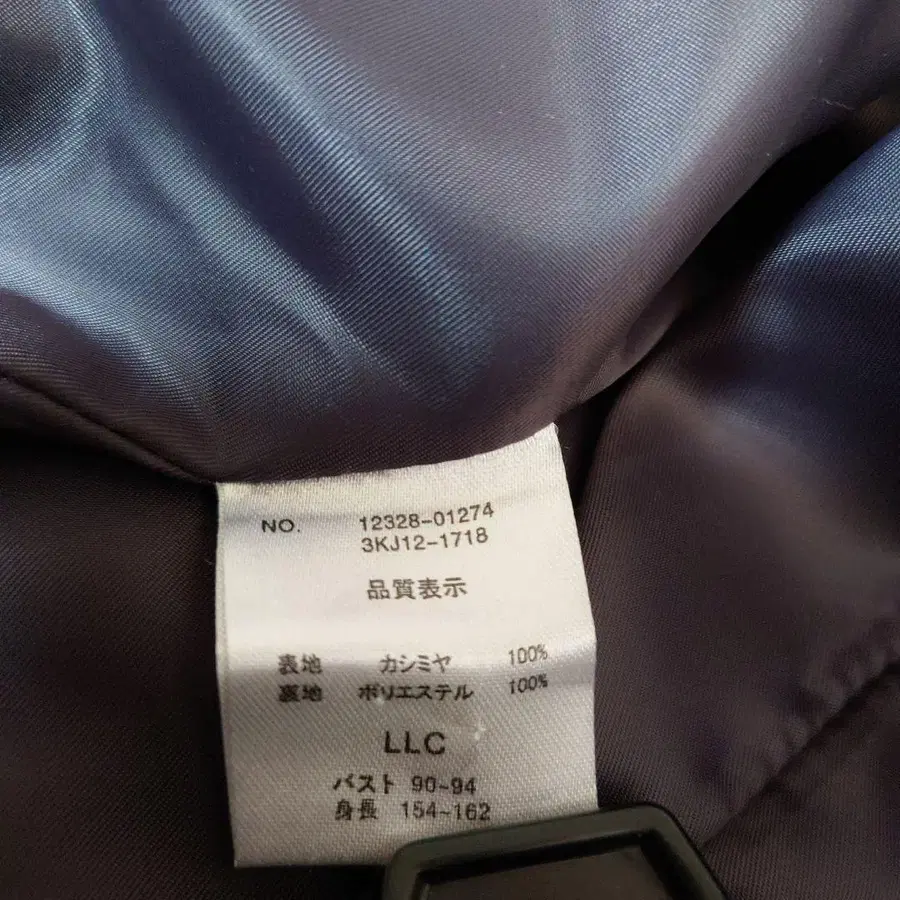 NO. 12328-01274
3KJ12-1718
品質表示
表地 カシミヤ 100%
裏地 ポリエステル 100%
LLC
バスト 90~94
身長 154~162